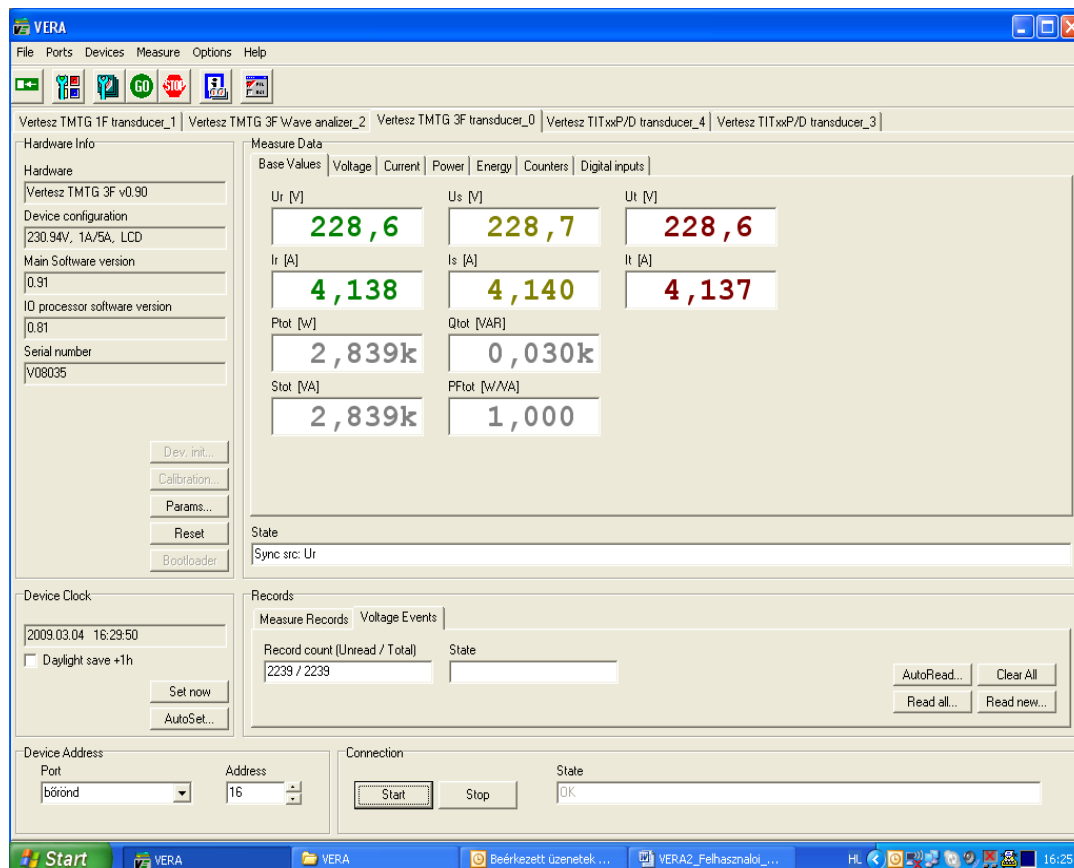 VERA
File Ports Devices Measure Options Help
GO STOP
Vertesz TMTG 1F transducer_1 Vertesz TMTG 3F Wave analizer_2 Vertesz TMTG 3F transducer_0 Vertesz TITxxP/D transducer_4 Vertesz TITxxP/D transducer_3
Hardware Info
Hardware
Vertesz TMTG 3F v0.90
Device configuration
230.94V, 1A/5A, LCD
Main Software version
0.91
IO processor software version
0.81
Serial number
V08035
Dev. init...
Calibration...
Params...
Reset
Bootloader
Measure Data
Base Values Voltage Current Power Energy Counters Digital inputs
Ur [V] Us [V] Ut [V]
228,6 228,7 228,6
Ir [A] Is [A] It [A]
4,138 4,140 4,137
Ptot [W] Qtot [VAR]
2,839k 0,030k
Stot [VA] PFtot [W/VA]
2,839k 1,000
State
Sync src: Ur
Device Clock
2009.03.04 16:29:50
Daylight save +1h
Set now
AutoSet...
Records
Measure Records Voltage Events
Record count (Unread / Total) State
2239 / 2239
AutoRead... Clear All
Read all... Read new...
Device Address
Port Address
bőrönd 16
Connection
Start Stop
State
OK
Start VERA VERA Beérkezett üzenetek ... VERA2_Felhasznaloi_... HL 16:25